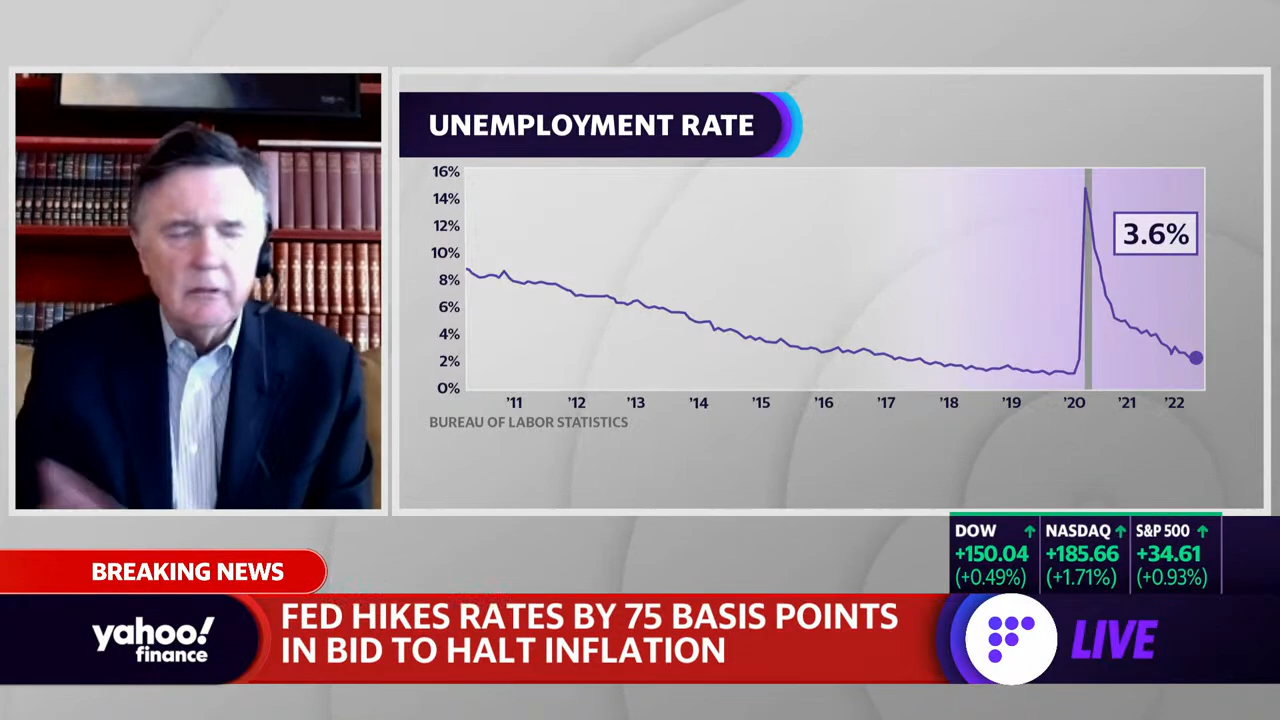 UNEMPLOYMENT RATE
16%
14%
12%
10%
8%
6%
4%
2%
0%
3.6%
'11 '12 '13 '14 '15 '16 '17 '18 '19 '20 '21 '22
BUREAU OF LABOR STATISTICS
DOW NASDAQ S&P 500
+150.04 +185.66 +34.61
(+0.49%) (+1.71%) (+0.93%)
BREAKING NEWS
yahoo!
finance
FED HIKES RATES BY 75 BASIS POINTS
IN BID TO HALT INFLATION
LIVE